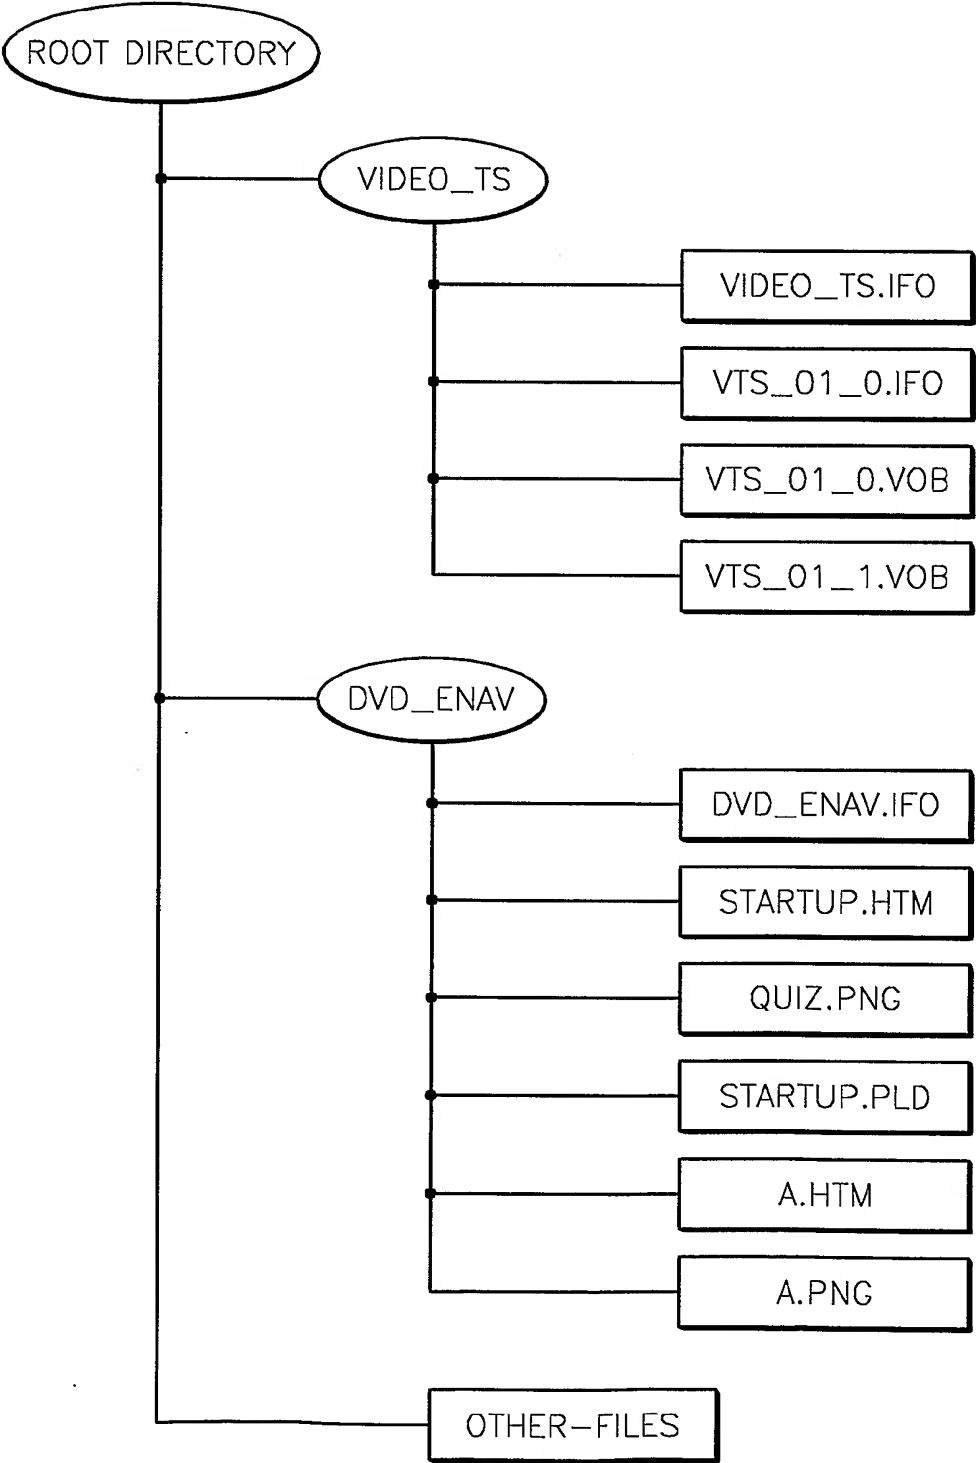 ROOT DIRECTORY
VIDEO_TS
VIDEO_TS.IFO
VTS_01_0.IFO
VTS_01_0.VOB
VTS_01_1.VOB
DVD_ENAV
DVD_ENAV.IFO
STARTUP.HTM
QUIZ.PNG
STARTUP.PLD
A.HTM
A.PNG
OTHER-FILES